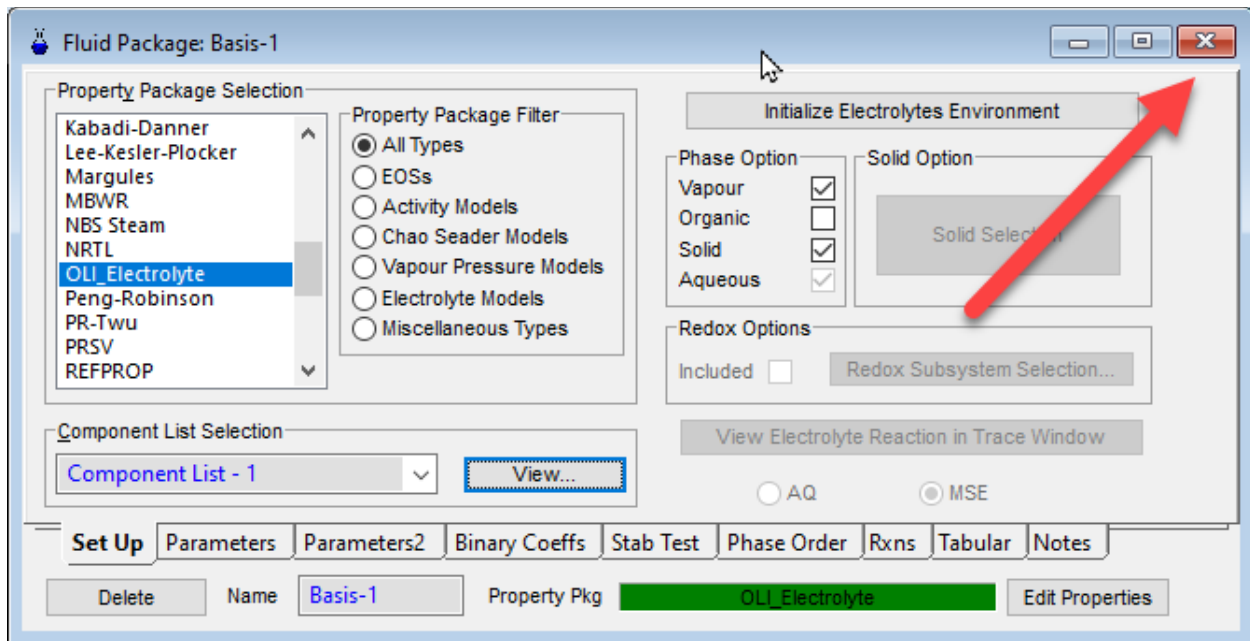 Fluid Package: Basis-1
Property Package Selection
Kabadi-Danner
Lee-Kesler-Plocker
Margules
MBWR
NBS Steam
NRTL
OLI_Electrolyte
Peng-Robinson
PR-Twu
PRSV
REFPROP
Property Package Filter
All Types
EOSs
Activity Models
Chao Seader Models
Vapour Pressure Models
Electrolyte Models
Miscellaneous Types
Component List Selection
Component List - 1
View...
Initialize Electrolytes Environment
Phase Option
Vapour
Organic
Solid
Aqueous
Solid Option
Solid Selection
Redox Options
Included
Redox Subsystem Selection...
View Electrolyte Reaction in Trace Window
AQ
MSE
Set Up Parameters Parameters2 Binary Coeffs Stab Test Phase Order Rxns Tabular Notes
Delete Name Basis-1 Property Pkg OLI_Electrolyte Edit Properties